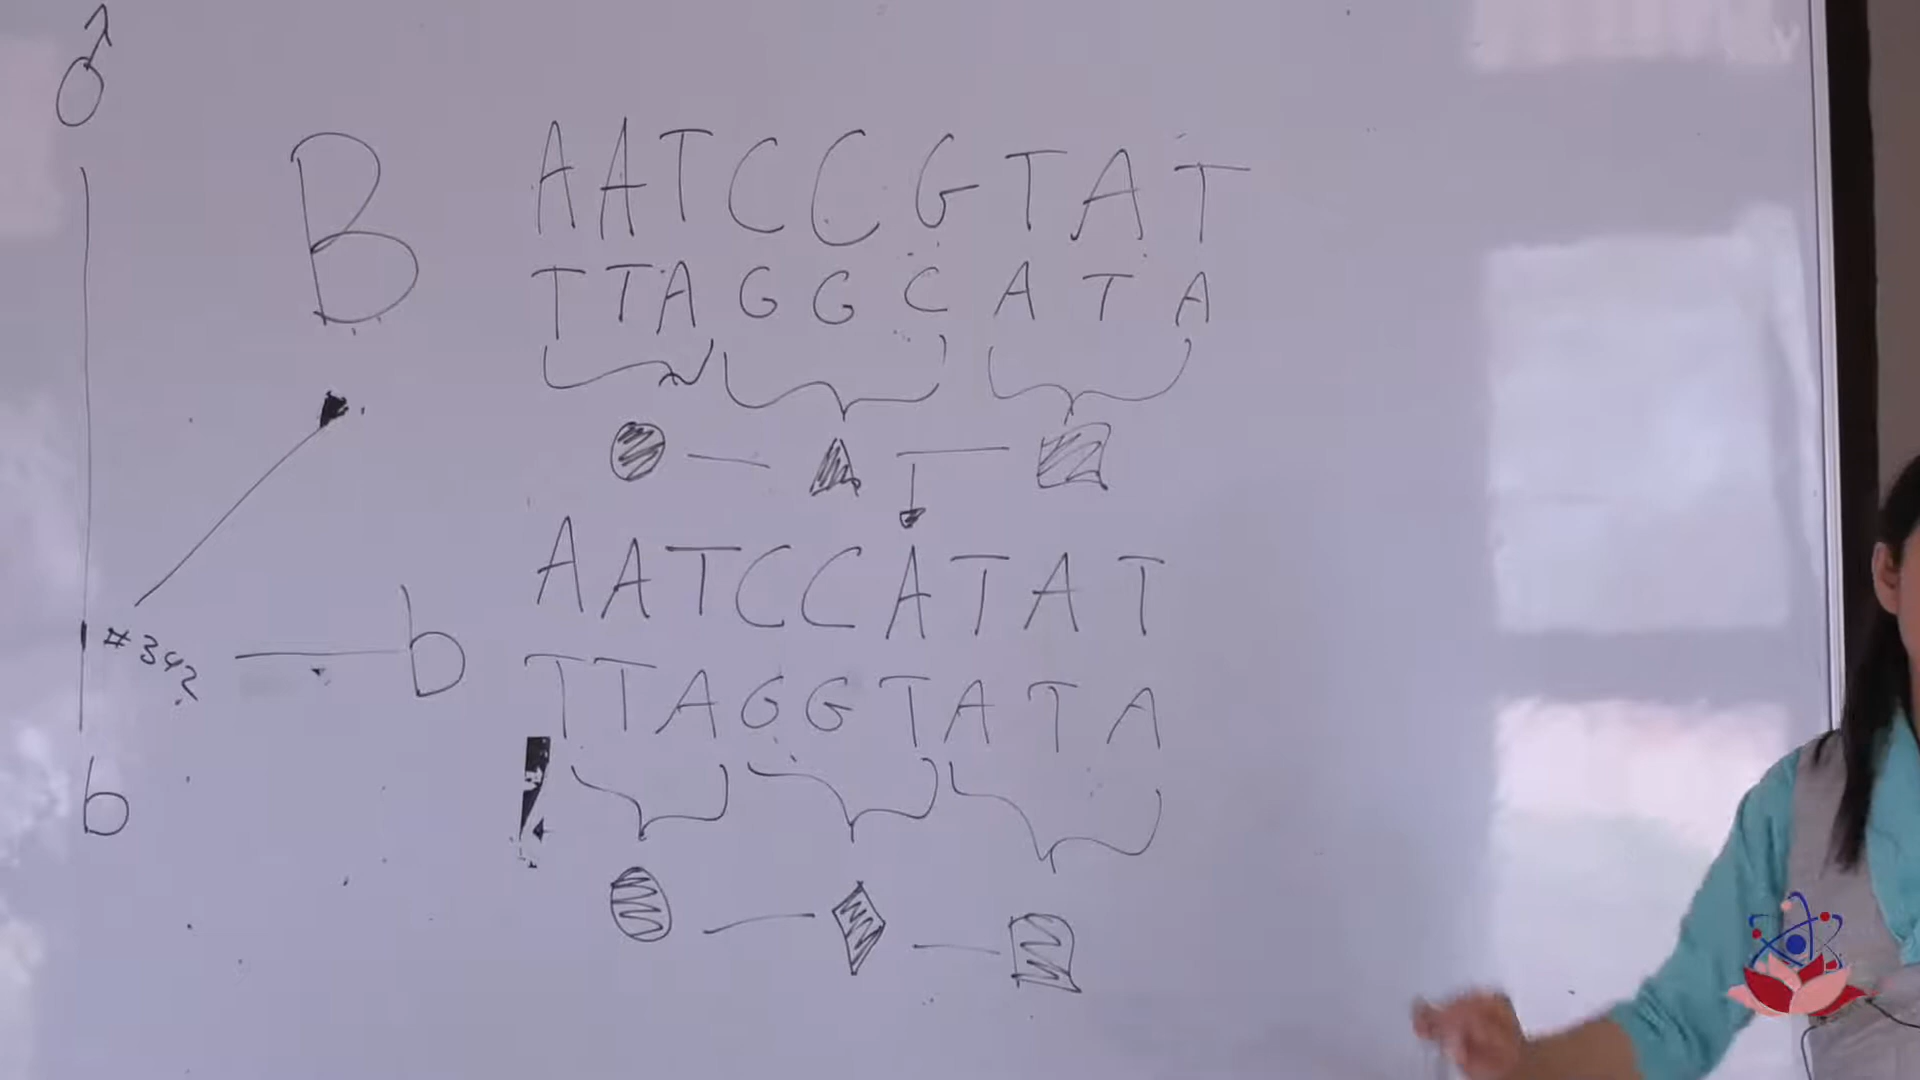 ♂
B
AATCCGTAT
TTAGGCATA
AATCCATAT
#342
b
TTAGGTATA
b